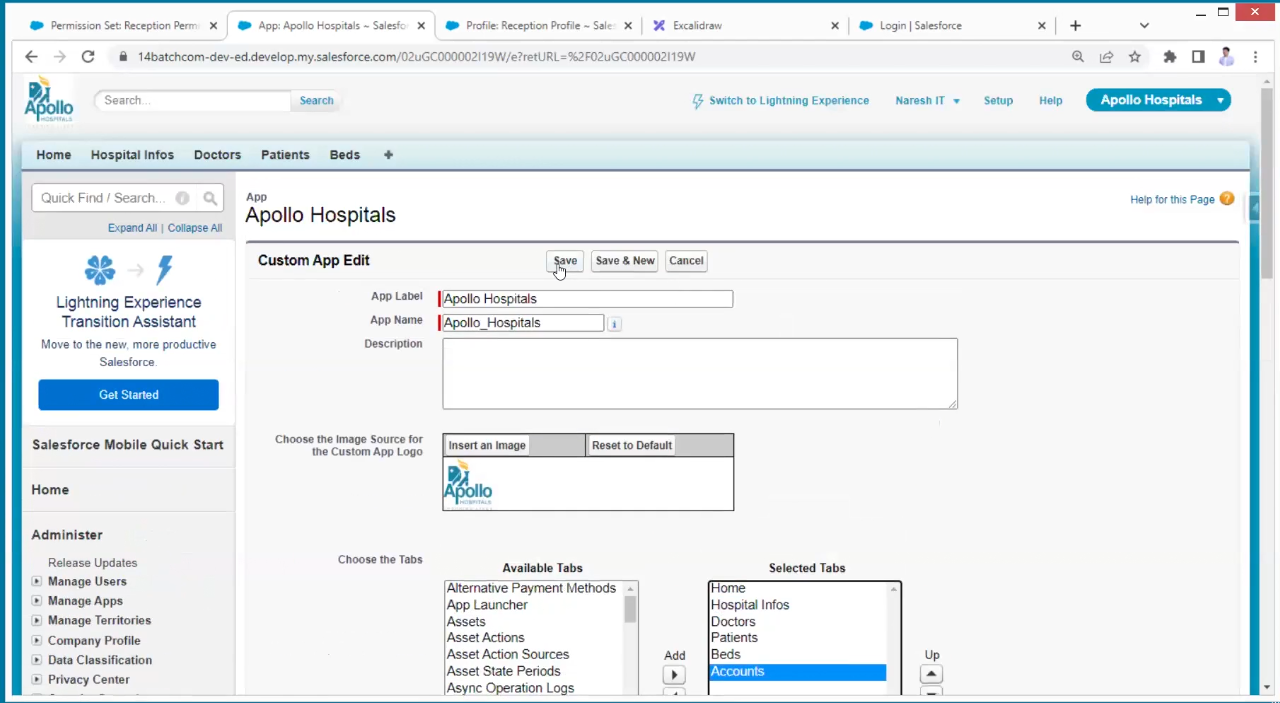 Permission Set: Reception Perm
App: Apollo Hospitals ~ Salesfo
Profile: Reception Profile ~ Sales
Excalidraw
Login | Salesforce
14batchcom-dev-ed.develop.my.salesforce.com/02uGC000002I19W/e?retURL=%2F02uGC000002I19W
Apollo
HOSPITALS
Search...
Search
Switch to Lightning Experience
Naresh IT
Setup
Help
Apollo Hospitals
Home
Hospital Infos
Doctors
Patients
Beds
Quick Find / Search...
Expand All | Collapse All
Lightning Experience
Transition Assistant
Move to the new, more productive
Salesforce.
Get Started
Salesforce Mobile Quick Start
Home
Administer
Release Updates
Manage Users
Manage Apps
Manage Territories
Company Profile
Data Classification
Privacy Center
App
Apollo Hospitals
Help for this Page
Custom App Edit
Save
Save & New
Cancel
App Label
Apollo Hospitals
App Name
Apollo_Hospitals
Description
Choose the Image Source for
the Custom App Logo
Insert an Image
Reset to Default
Apollo
HOSPITALS
Choose the Tabs
Available Tabs
Alternative Payment Methods
App Launcher
Assets
Asset Actions
Asset Action Sources
Asset State Periods
Async Operation Logs
Add
Selected Tabs
Home
Hospital Infos
Doctors
Patients
Beds
Accounts
Up